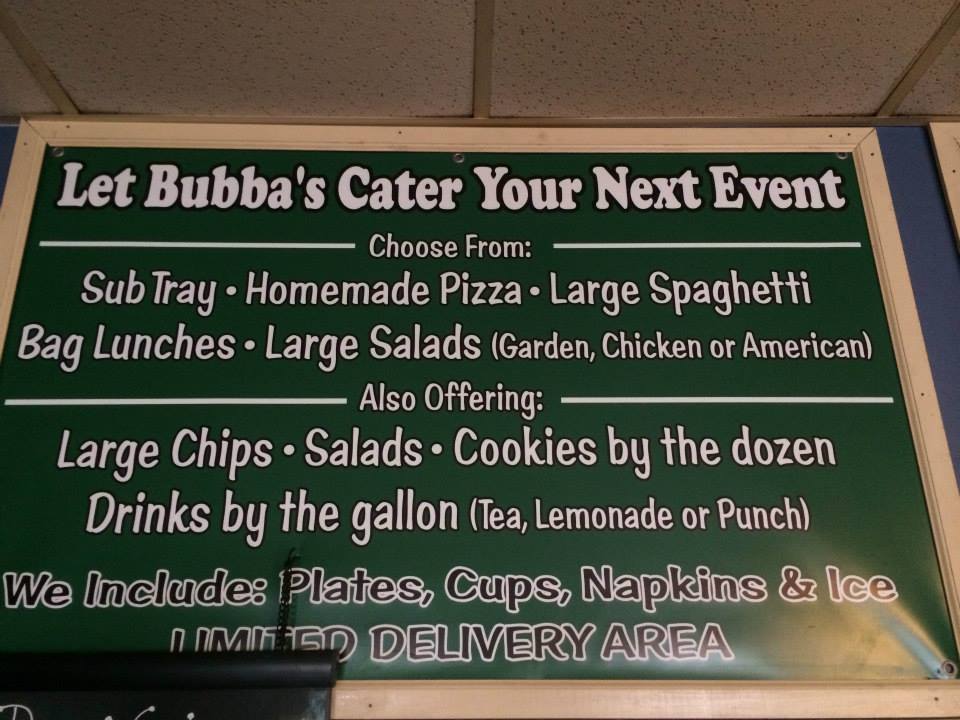 Let Bubba's Cater Your Next Event
Choose From:
Sub Tray • Homemade Pizza • Large Spaghetti
Bag Lunches • Large Salads (Garden, Chicken or American)
Also Offering:
Large Chips • Salads • Cookies by the dozen
Drinks by the gallon (Tea, Lemonade or Punch)
We Include: Plates, Cups, Napkins & Ice
LIMITED DELIVERY AREA